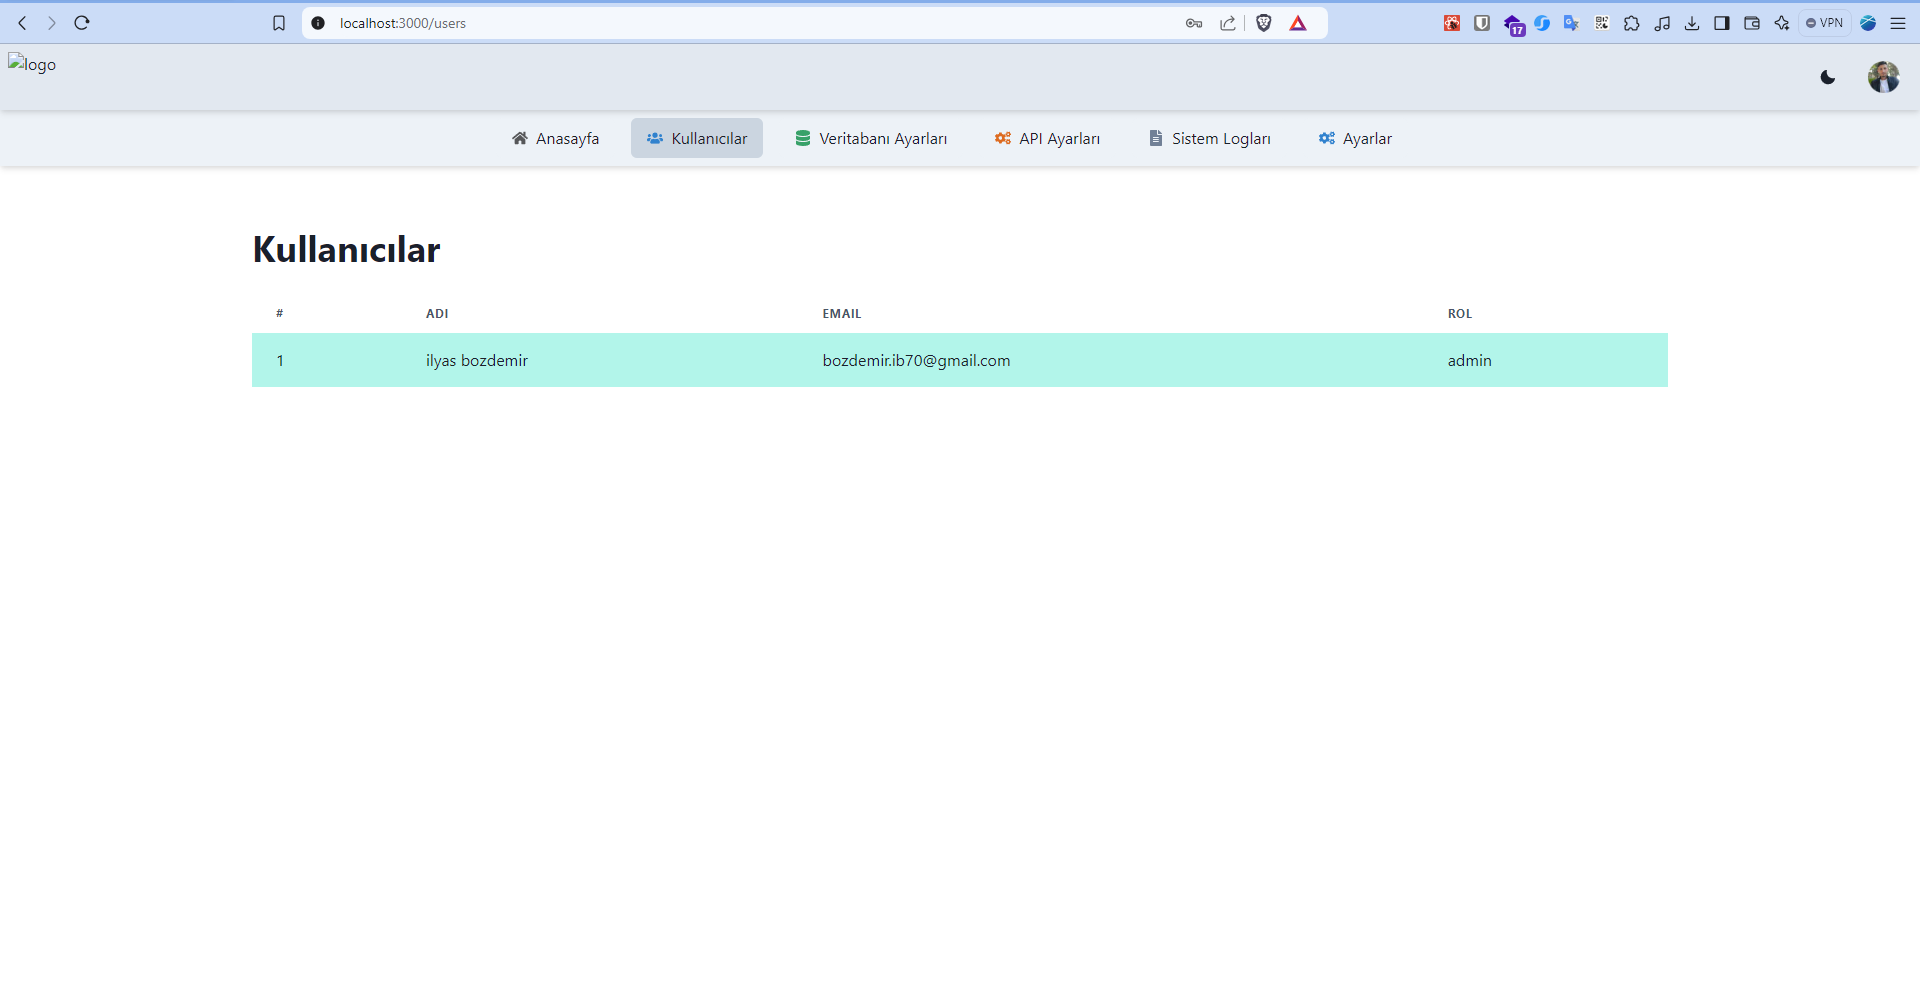 localhost:3000/users
17
VPN
logo
Anasayfa Kullanıcılar Veritabanı Ayarları API Ayarları Sistem Logları Ayarlar
Kullanıcılar
# ADI EMAIL ROL
1 ilyas bozdemir bozdemir.ib70@gmail.com admin